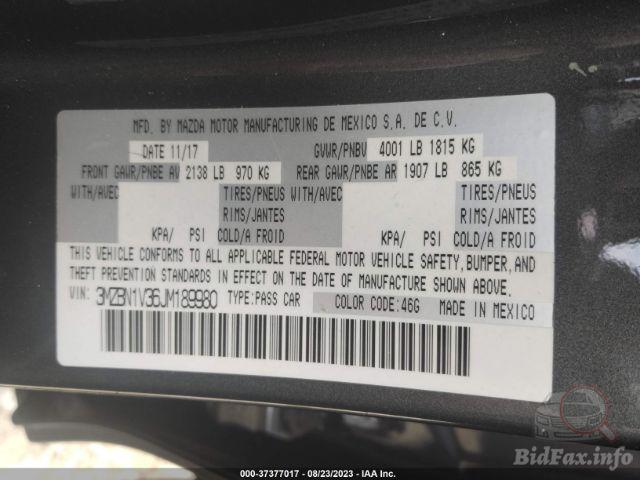 MFD. BY MAZDA MOTOR MANUFACTURING DE MEXICO S.A. DE C.V.
DATE 11/17 GVWR/PNBV 4001 LB 1815 KG
FRONT GAWR/PNBE AV 2138 LB 970 KG REAR GAWR/PNBE AR 1907 LB 865 KG
WITH/AVEC TIRES/PNEUS WITH/AVEC TIRES/PNEUS
RIMS/JANTES RIMS/JANTES
KPA/ PSI COLD/A FROID KPA/ PSI COLD/A FROID
THIS VEHICLE CONFORMS TO ALL APPLICABLE FEDERAL MOTOR VEHICLE SAFETY, BUMPER, AND
THEFT PREVENTION STANDARDS IN EFFECT ON THE DATE OF MANUFACTURE SHOWN ABOVE.
VIN: 3MZBN1V36JM189980 TYPE:PASS CAR COLOR CODE:46G MADE IN MEXICO
BidFax.info
000-37377017 - 08/23/2023 - IAA Inc.